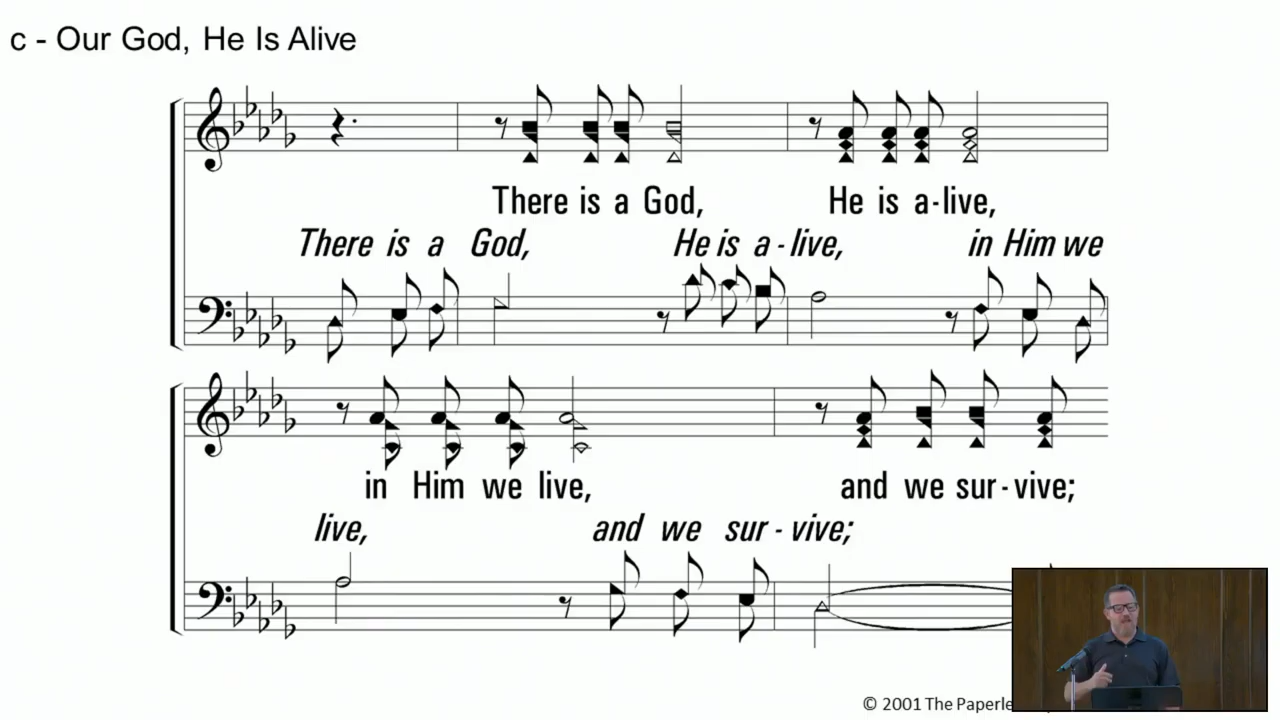 c - Our God, He Is Alive
There is a God, He is a-live,
There is a God, He is a-live, in Him we
in Him we live, and we sur-vive;
live, and we sur-vive;
© 2001 The